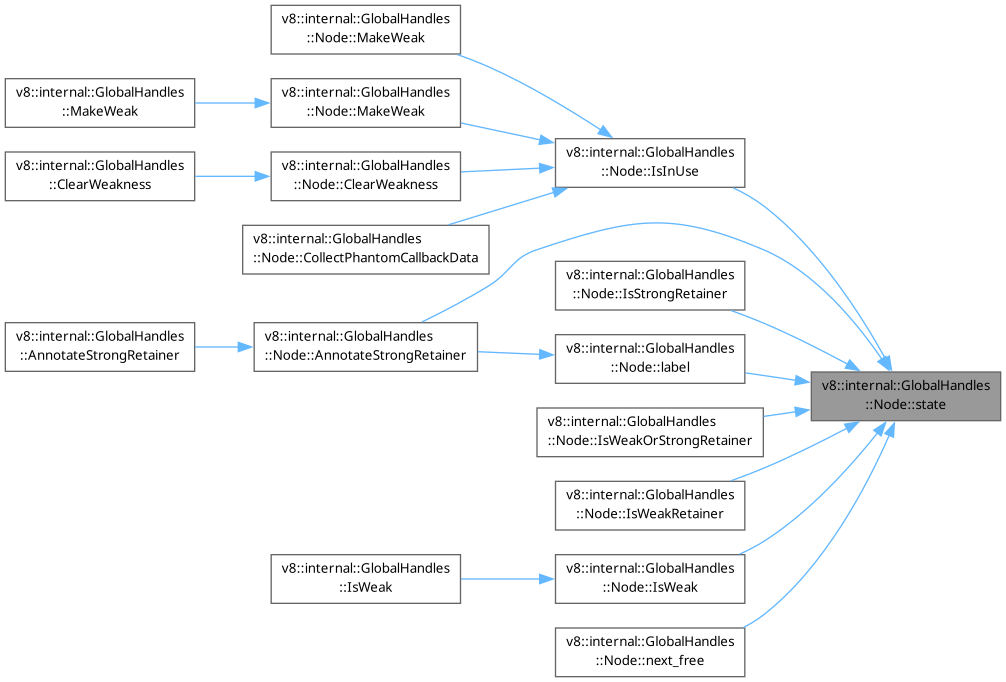 v8::internal::GlobalHandles
::Node::MakeWeak
v8::internal::GlobalHandles
::MakeWeak
v8::internal::GlobalHandles
::Node::MakeWeak
v8::internal::GlobalHandles
::Node::IsInUse
v8::internal::GlobalHandles
::ClearWeakness
v8::internal::GlobalHandles
::Node::ClearWeakness
v8::internal::GlobalHandles
::Node::CollectPhantomCallbackData
v8::internal::GlobalHandles
::Node::IsStrongRetainer
v8::internal::GlobalHandles
::AnnotateStrongRetainer
v8::internal::GlobalHandles
::Node::AnnotateStrongRetainer
v8::internal::GlobalHandles
::Node::label
v8::internal::GlobalHandles
::Node::state
v8::internal::GlobalHandles
::Node::IsWeakOrStrongRetainer
v8::internal::GlobalHandles
::Node::IsWeakRetainer
v8::internal::GlobalHandles
::IsWeak
v8::internal::GlobalHandles
::Node::IsWeak
v8::internal::GlobalHandles
::Node::next_free